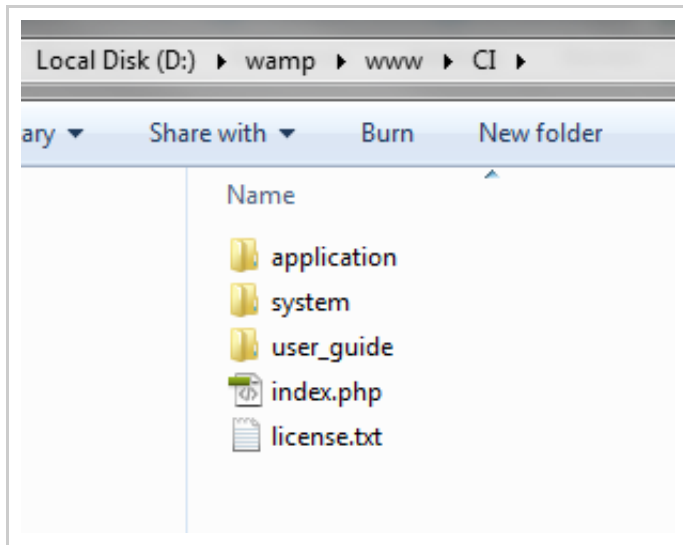 Local Disk (D:) ▸ wamp ▸ www ▸ CI ▸
ary ▾ Share with ▾ Burn New folder
Name
application
system
user_guide
index.php
license.txt